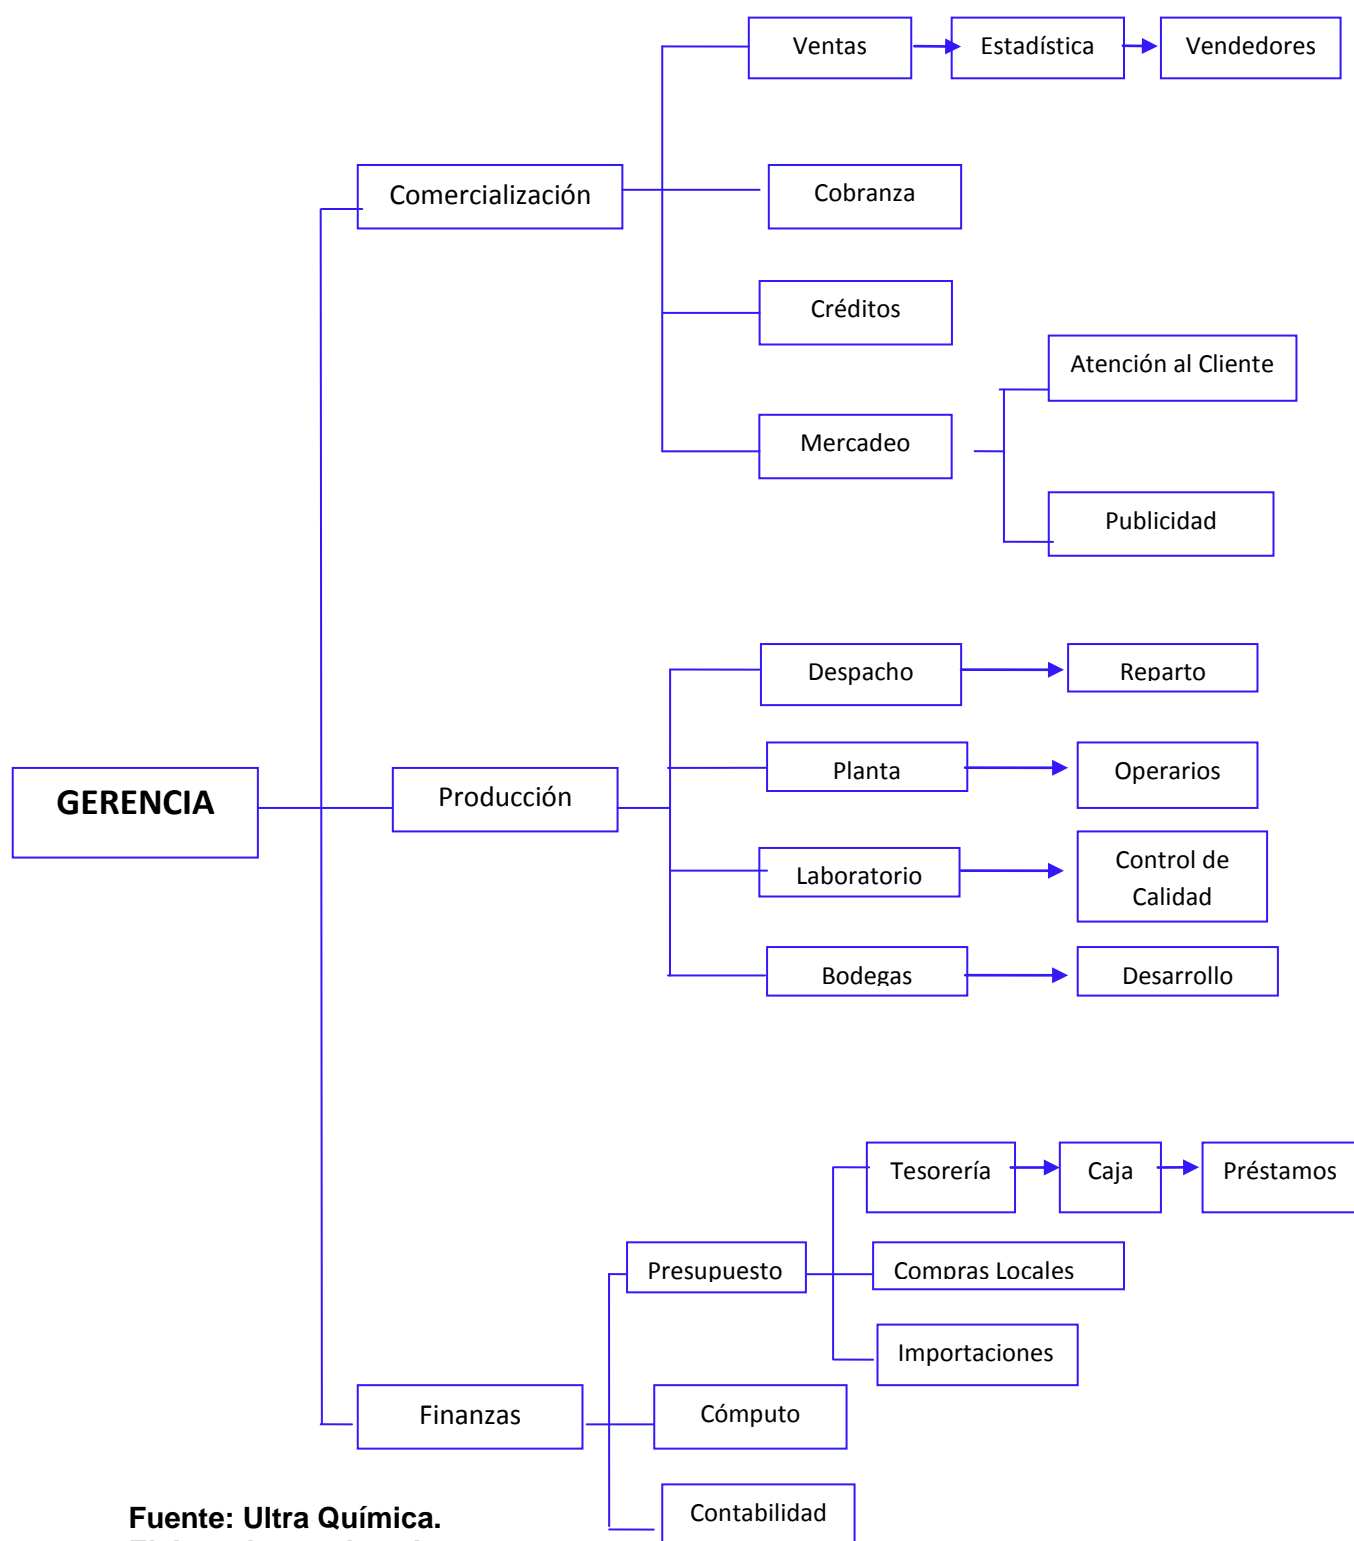 Ventas
Estadística
Vendedores
Comercialización
Cobranza
Créditos
Atención al Cliente
Mercadeo
Publicidad
Despacho
Reparto
Planta
Operarios
GERENCIA
Producción
Laboratorio
Control de
Calidad
Bodegas
Desarrollo
Tesorería
Caja
Préstamos
Presupuesto
Compras Locales
Importaciones
Finanzas
Cómputo
Contabilidad
Fuente: Ultra Química.